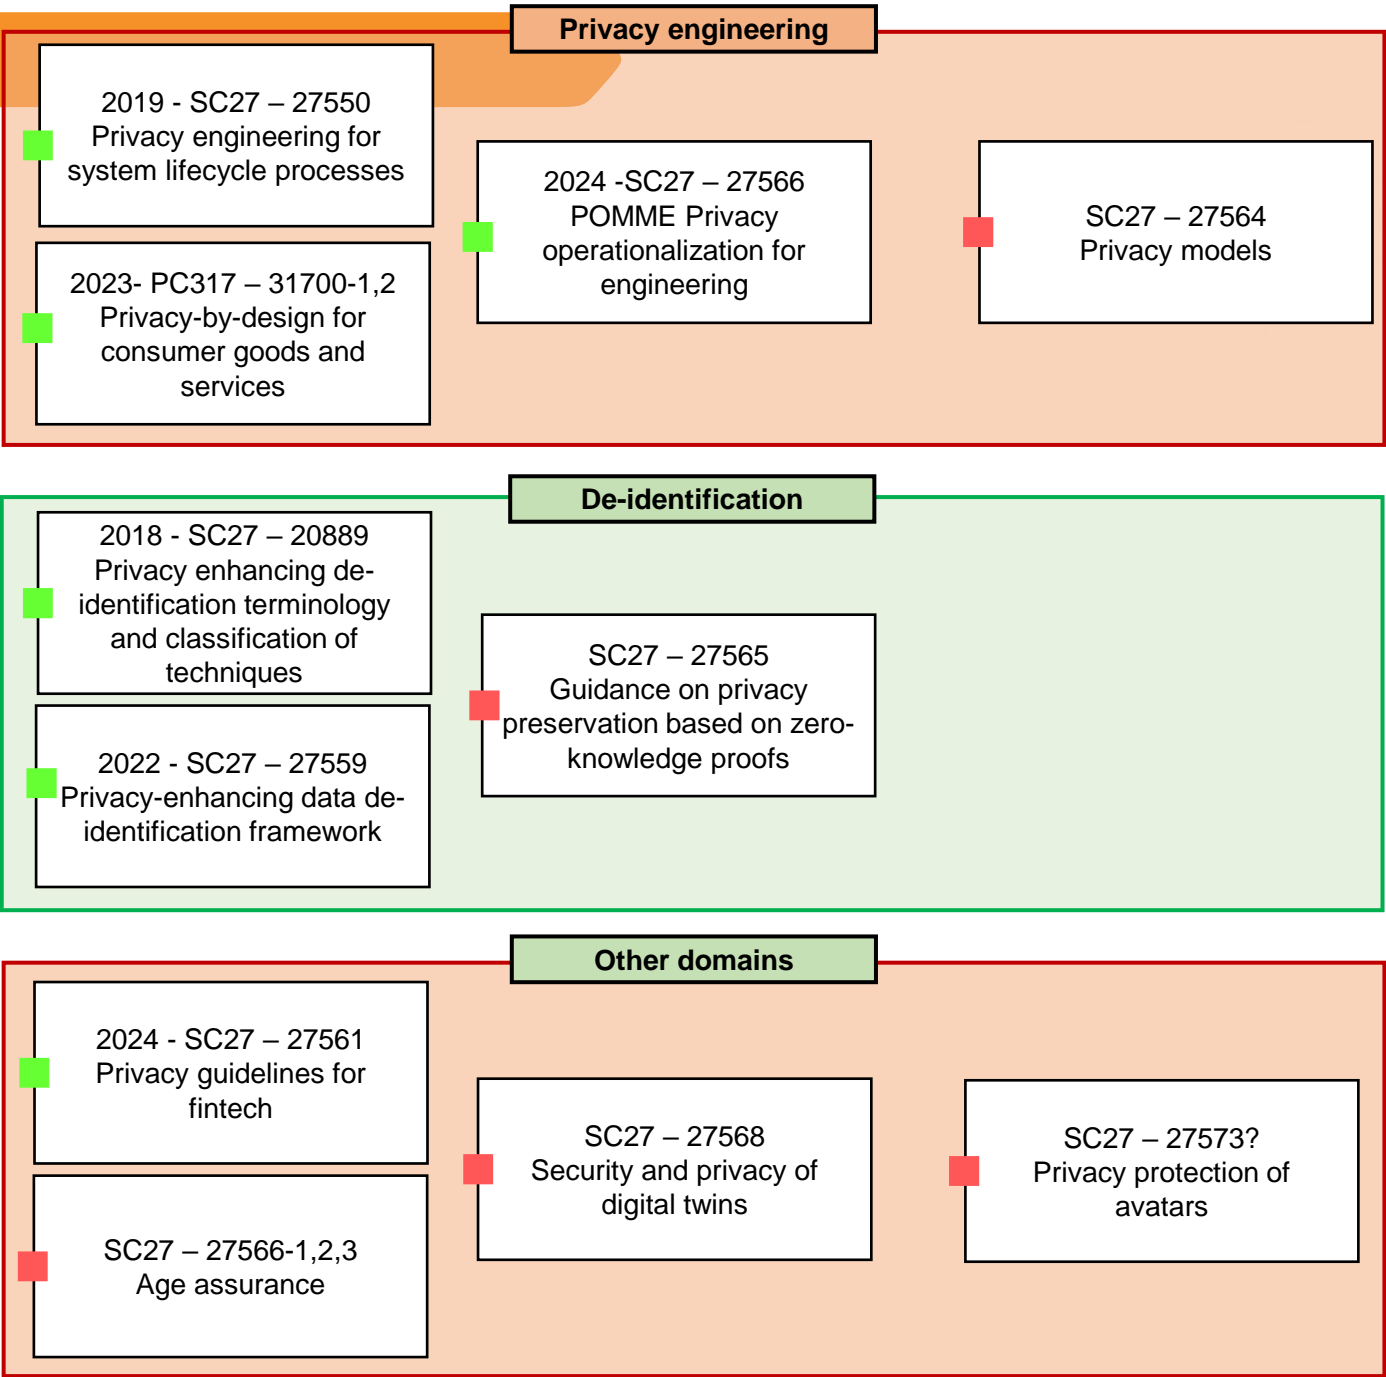 Privacy engineering
2019 - SC27 – 27550
Privacy engineering for
system lifecycle processes
2023- PC317 – 31700-1,2
Privacy-by-design for
consumer goods and
services
2024 -SC27 – 27566
POMME Privacy
operationalization for
engineering
SC27 – 27564
Privacy models
De-identification
2018 - SC27 – 20889
Privacy enhancing de-
identification terminology
and classification of
techniques
2022 - SC27 – 27559
Privacy-enhancing data de-
identification framework
SC27 – 27565
Guidance on privacy
preservation based on zero-
knowledge proofs
Other domains
2024 - SC27 – 27561
Privacy guidelines for
fintech
SC27 – 27566-1,2,3
Age assurance
SC27 – 27568
Security and privacy of
digital twins
SC27 – 27573?
Privacy protection of
avatars